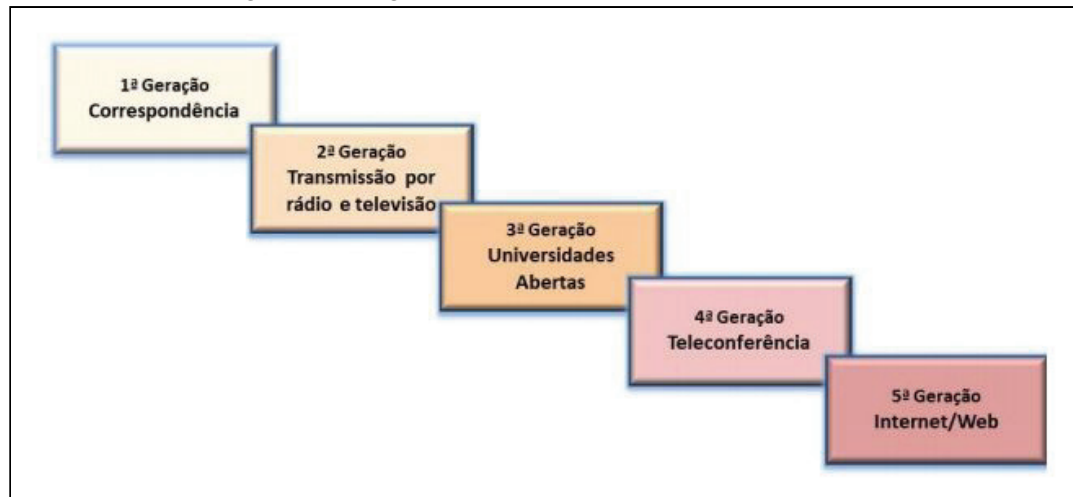 1ª Geração
Correspondência
2ª Geração
Transmissão por
rádio e televisão
3ª Geração
Universidades
Abertas
4ª Geração
Teleconferência
5ª Geração
Internet/Web